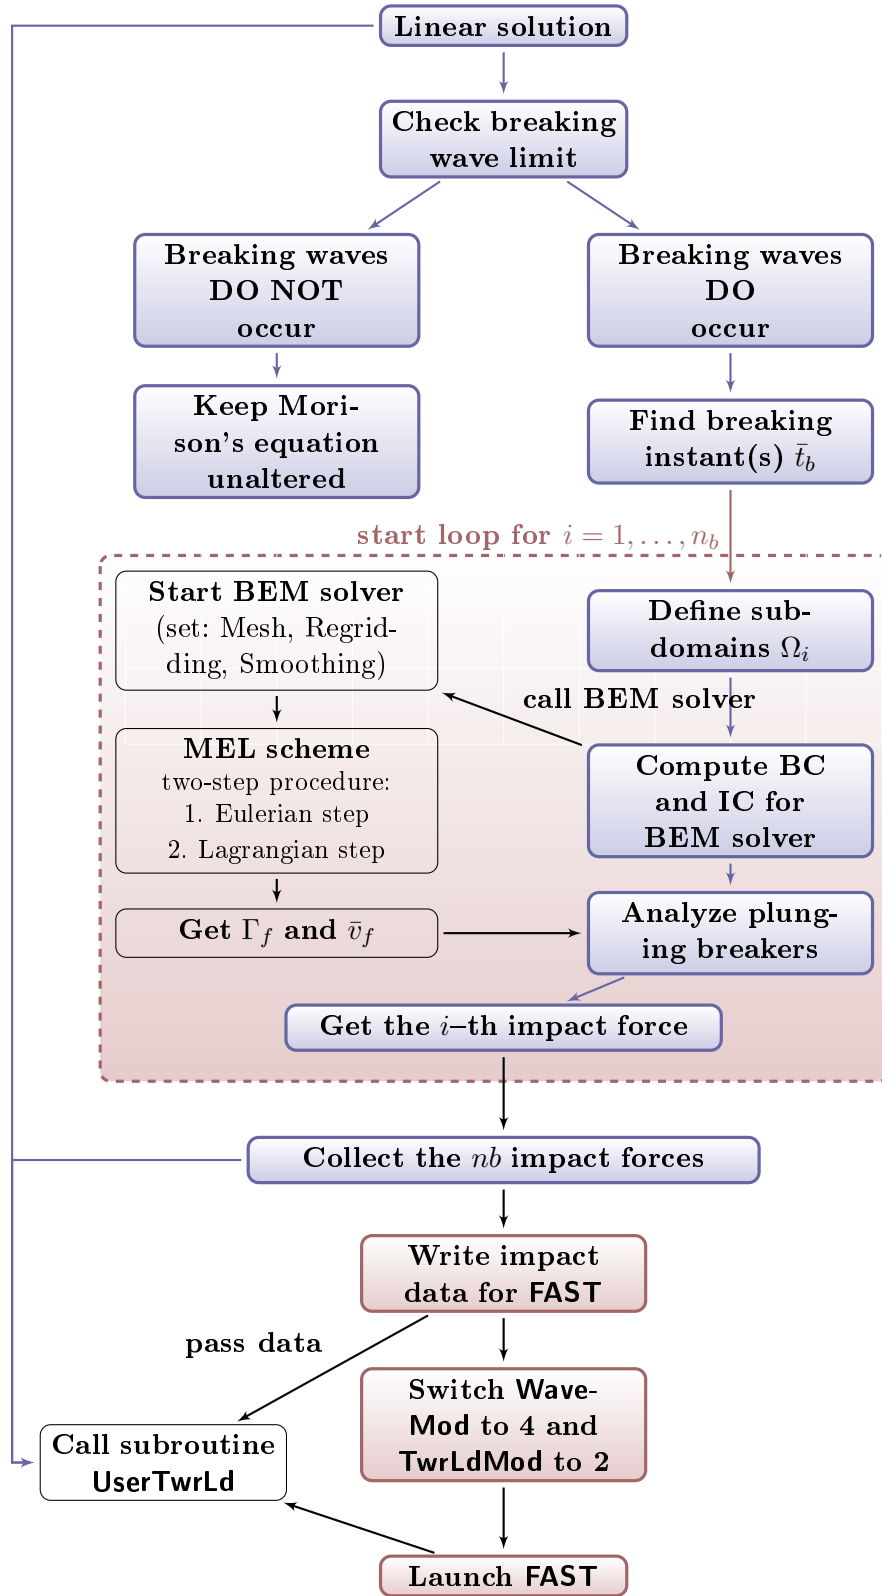 Linear solution
Check breaking
wave limit
Breaking waves
DO NOT
occur
Breaking waves
DO
occur
Keep Mori-
son's equation
unaltered
Find breaking
instant(s) $\bar{t}_b$
start loop for $i = 1, \ldots, n_b$
Start BEM solver
(set: Mesh, Regrid-
ding, Smoothing)
Define sub-
domains $\Omega_i$
call BEM solver
MEL scheme
two-step procedure:
1. Eulerian step
2. Lagrangian step
Compute BC
and IC for
BEM solver
Get $\Gamma_f$ and $\bar{v}_f$
Analyze plung-
ing breakers
Get the $i$–th impact force
Collect the $nb$ impact forces
Write impact
data for FAST
pass data
Switch Wave-
Mod to 4 and
TwrLdMod to 2
Call subroutine
UserTwrLd
Launch FAST